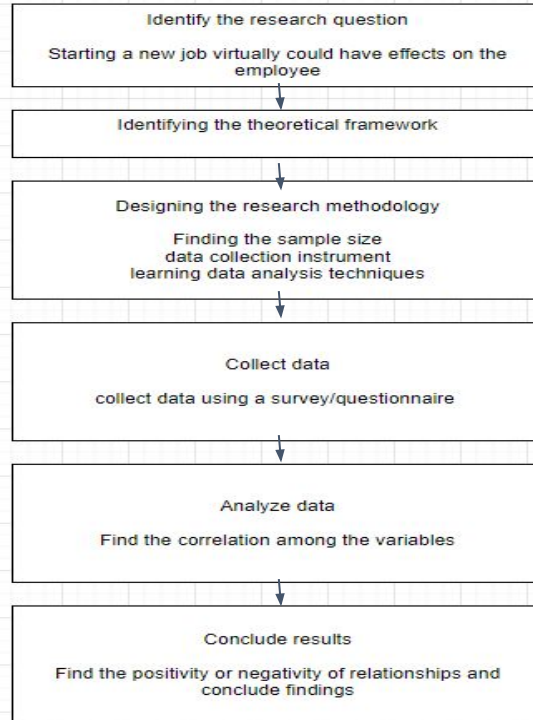 Identify the research question
Starting a new job virtually could have effects on the
employee
Identifying the theoretical framework
Designing the research methodology
Finding the sample size
data collection instrument
learning data analysis techniques
Collect data
collect data using a survey/questionnaire
Analyze data
Find the correlation among the variables
Conclude results
Find the positivity or negativity of relationships and
conclude findings